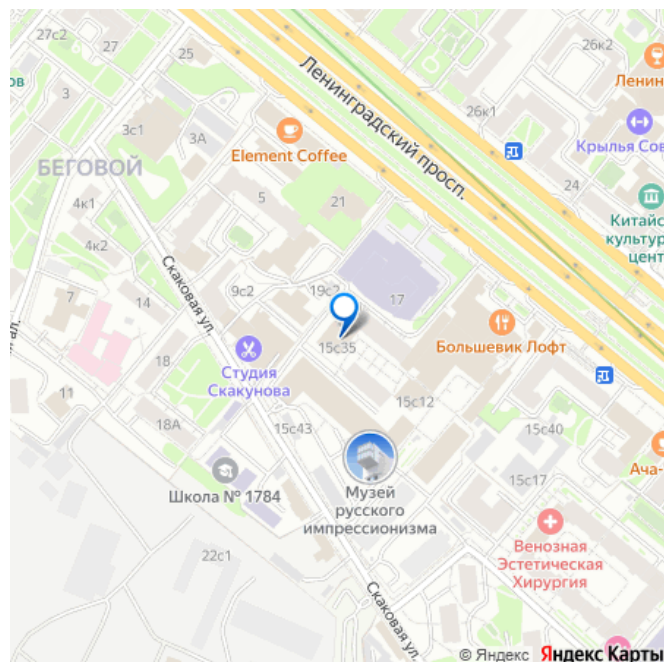 27с2
25
26к2
Ленин
ов
3
3с1
3А
Element Coffee
Ленинградский просп.
26к1
Крылья Сов
БЕГОВОЙ
24
4к1
5
21
Китайс
культур
цент
4к2
Скаковая ул.
9с2
19с2
17
7
14
15с35
Большевик Лофт
ал.
18
Студия
Скакунова
11
15с12
18А
15с43
15с40
Ача-
Школа № 1784
15с17
Музей
русского
импрессионизма
Венозная
Эстетическая
Хирургия
22с1
Скаковая ул.
© Яндекс Яндекс Карты